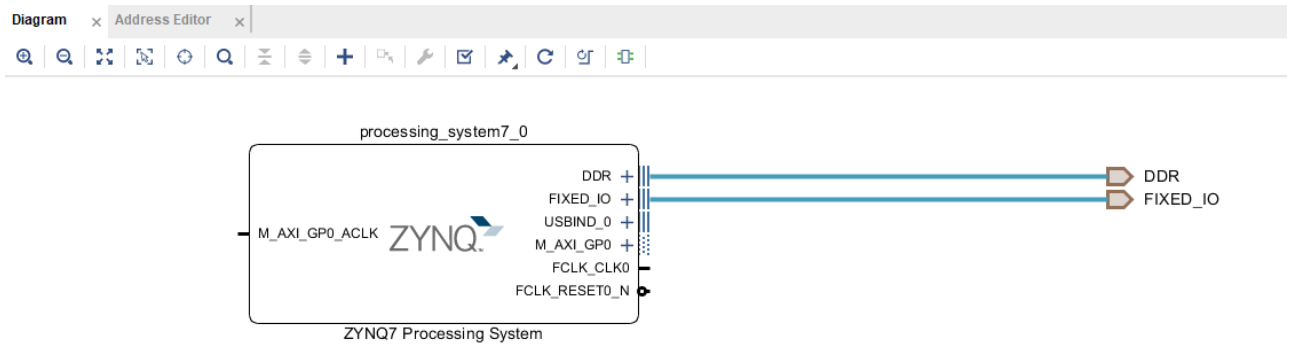 Diagram
Address Editor
processing_system7_0
DDR
FIXED_IO
USBIND_0
M_AXI_GP0
FCLK_CLK0
FCLK_RESET0_N
M_AXI_GP0_ACLK
ZYNQ
ZYNQ7 Processing System
DDR
FIXED_IO